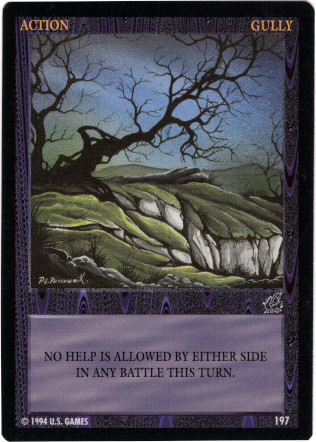 ACTION GULLY
NO HELP IS ALLOWED BY EITHER SIDE
IN ANY BATTLE THIS TURN.
© 1994 U.S. GAMES 197